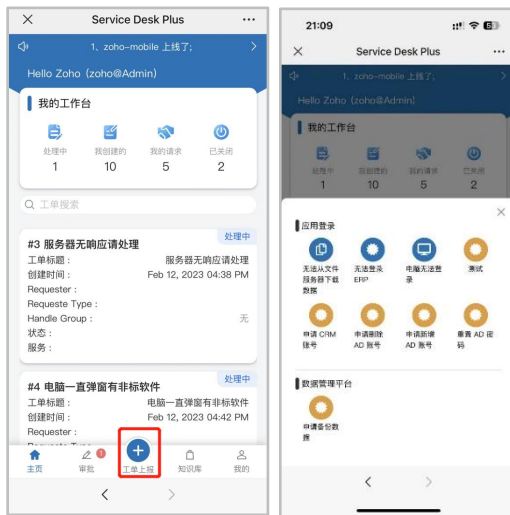 Service Desk Plus
1、zoho-mobile 上线了;
Hello Zoho (zoho@Admin)
我的工作台
处理中 我创建的 我的请求 已关闭
1 10 5 2
工单搜索
#3 服务器无响应请处理 处理中
工单标题： 服务器无响应请处理
创建时间： Feb 12, 2023 04:38 PM
Requester：
Requeste Type：
Handle Group： 无
状态：
服务：
#4 电脑一直弹窗有非标软件 处理中
工单标题： 电脑一直弹窗有非标软件
创建时间： Feb 12, 2023 04:42 PM
Requester：
Requeste Type
主页 审批 工单上报 知识库 我的
21:09
Service Desk Plus
1、zoho-mobile 上线了;
Hello Zoho (zoho@Admin)
我的工作台
处理中 我创建的 我的请求 已关闭
1 10 5 2
应用登录
无法从文件 无法登录 电脑无法登 测试
服务器下载 ERP 录
数据
申请 CRM 申请删除 申请新增 重置 AD 密
账号 AD 账号 AD 账号 码
数据管理平台
申请备份数
据